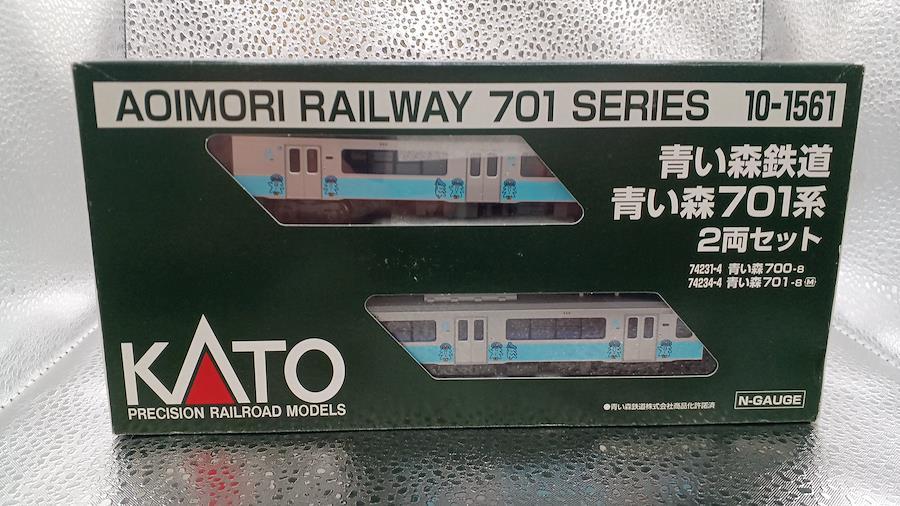 AOIMORI RAILWAY 701 SERIES 10-1561
青い森鉄道
青い森701系
2両セット
74231-4 青い森700-8
74234-4 青い森701-8 M
KATO
PRECISION RAILROAD MODELS
●青い森鉄道株式会社商品化許諾済
N-GAUGE